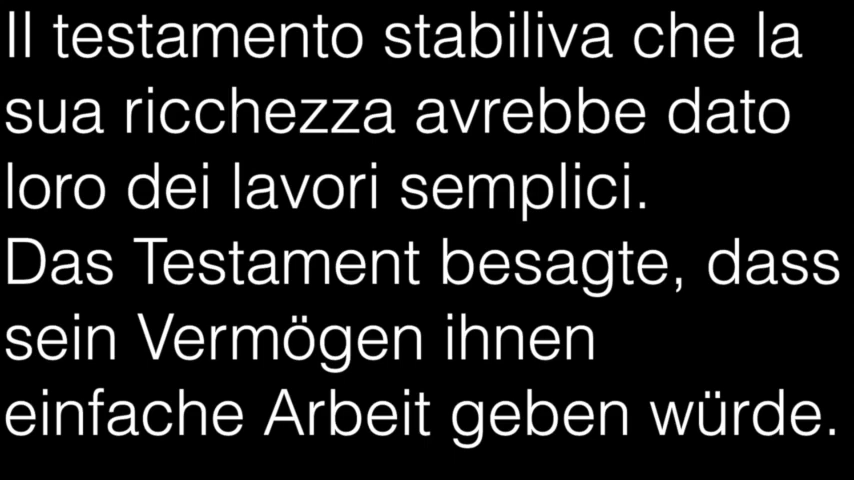 Il testamento stabiliva che la
sua ricchezza avrebbe dato
loro dei lavori semplici.
Das Testament besagte, dass
sein Vermögen ihnen
einfache Arbeit geben würde.